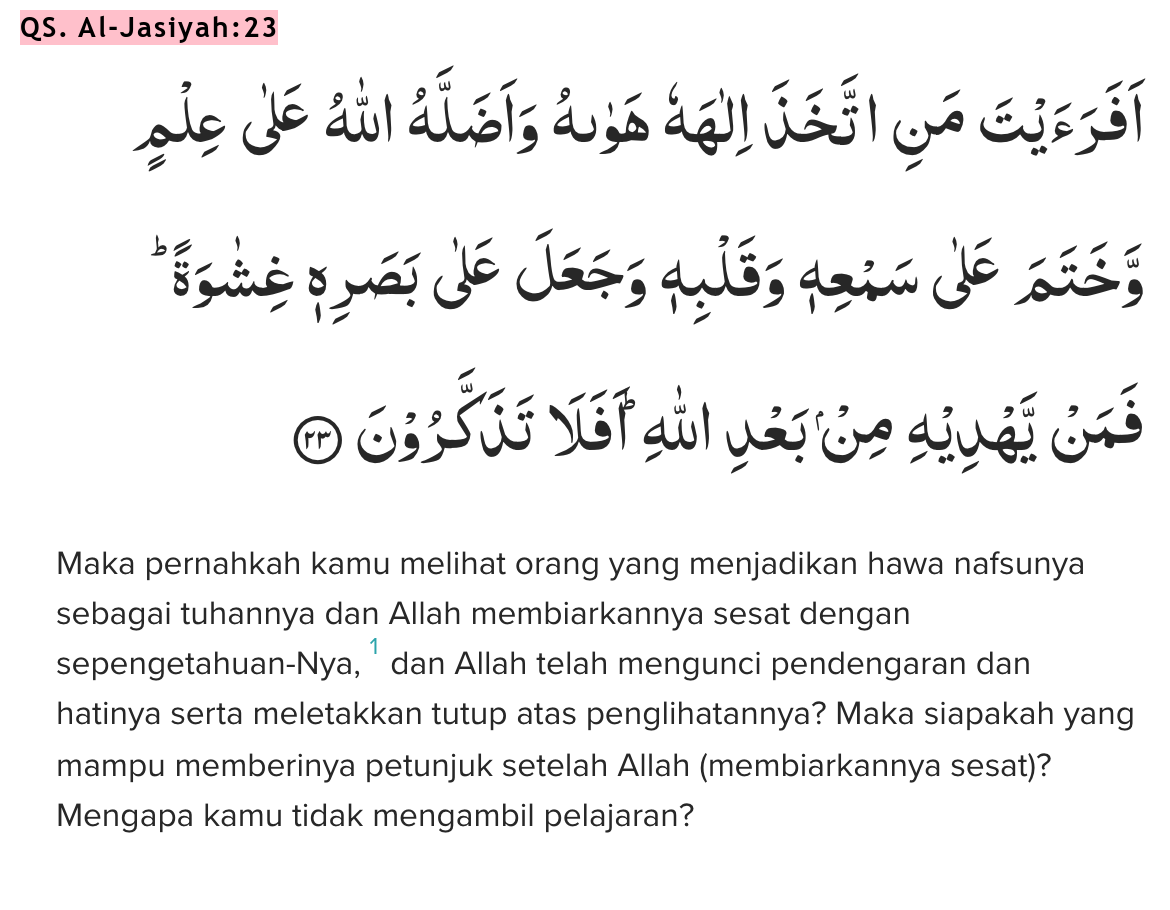 QS. Al-Jasiyah:23
اَفَرَءَيْتَ مَنِ اتَّخَذَ اِلٰهَهٗ هَوٰىهُ وَاَضَلَّهُ اللّٰهُ عَلٰى عِلْمٍ
وَّخَتَمَ عَلٰى سَمْعِهٖ وَقَلْبِهٖ وَجَعَلَ عَلٰى بَصَرِهٖ غِشٰوَةًۗ
فَمَنْ يَّهْدِيْهِ مِنْۢ بَعْدِ اللّٰهِ ۗاَفَلَا تَذَكَّرُوْنَ ٢٣
Maka pernahkah kamu melihat orang yang menjadikan hawa nafsunya
sebagai tuhannya dan Allah membiarkannya sesat dengan
sepengetahuan-Nya, 1 dan Allah telah mengunci pendengaran dan
hatinya serta meletakkan tutup atas penglihatannya? Maka siapakah yang
mampu memberinya petunjuk setelah Allah (membiarkannya sesat)?
Mengapa kamu tidak mengambil pelajaran?